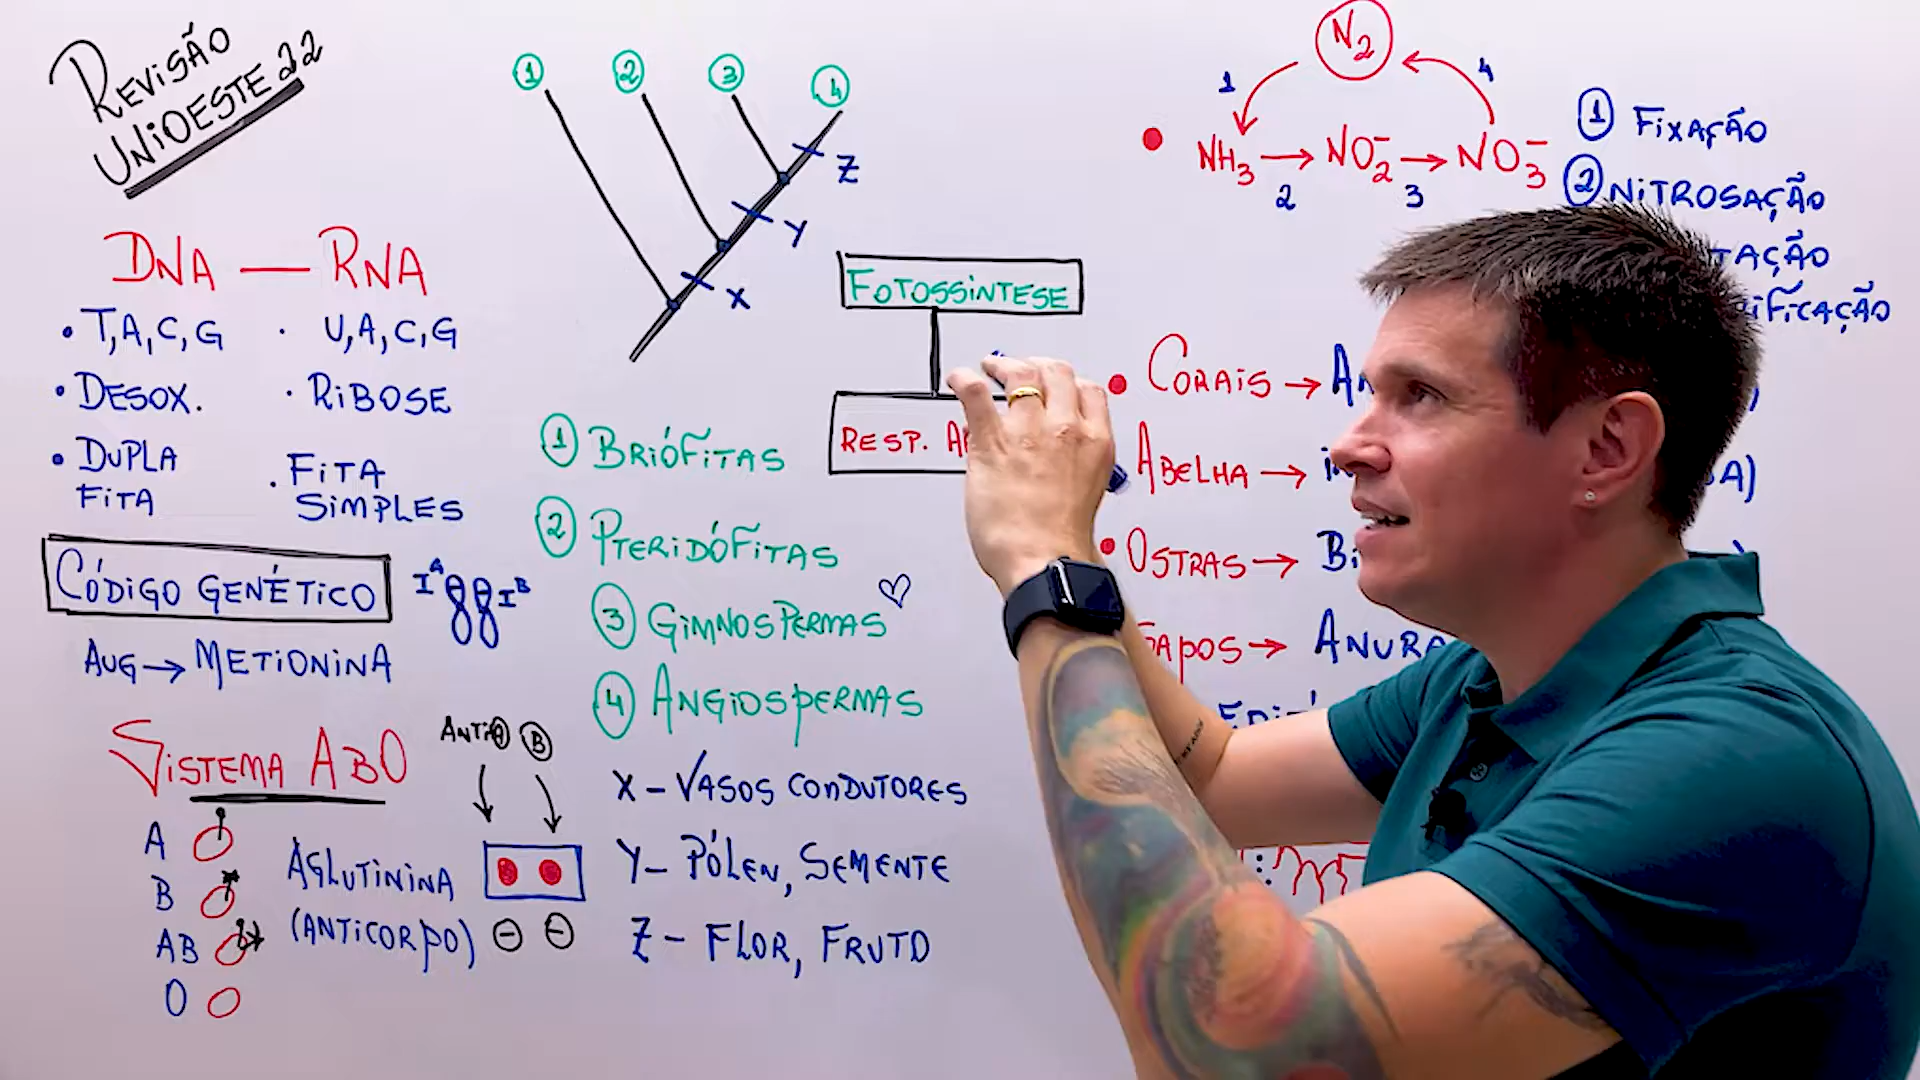 REVISÃO
UNIOESTE 22
DNA — RNA
• T, A, C, G
• U, A, C, G
• DESOX.
• RIBOSE
• DUPLA
FITA
• FITA
SIMPLES
CÓDIGO GENÉTICO
AUG → METIONINA
I^A I^B
SISTEMA ABO
A
B
AB
O
AGLUTININA
(ANTICORPO)
ANTI A B
1 2 3 4
Z
Y
X
1 BRIÓFITAS
2 PTERIDÓFITAS
3 GIMNOSPERMAS
4 ANGIOSPERMAS
X – VASOS CONDUTORES
Y – PÓLEN, SEMENTE
Z – FLOR, FRUTO
FOTOSSÍNTESE
RESP.
N2
1 4
• NH3 → NO2- → NO3-
2 3
1 FIXAÇÃO
2 NITROSAÇÃO
TAÇÃO
IFICAÇÃO
• CORAIS →
• ABELHA →
• OSTRAS →
SAPOS → ANURA